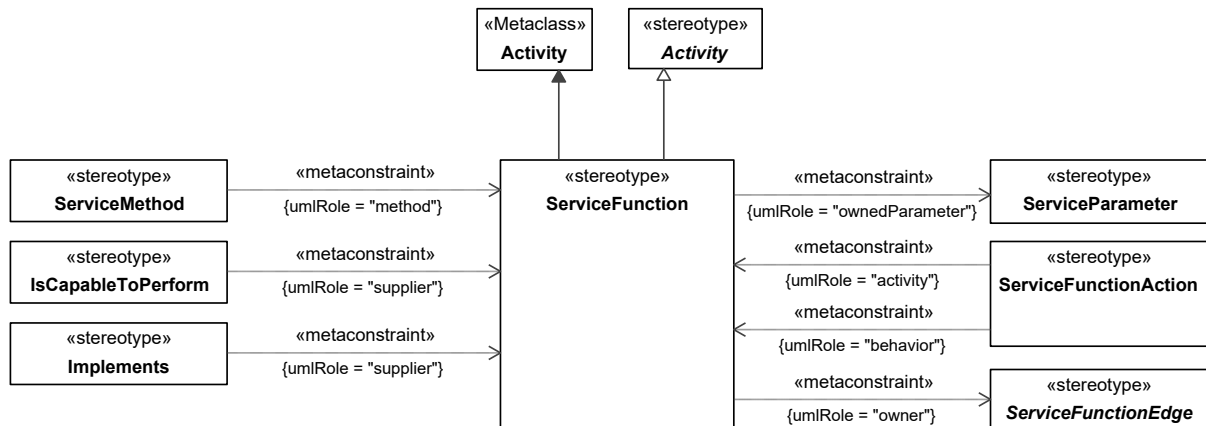 «Metaclass»
Activity
«stereotype»
Activity
«stereotype»
ServiceMethod
«metaconstraint»
{umlRole = "method"}
«stereotype»
IsCapableToPerform
«metaconstraint»
{umlRole = "supplier"}
«stereotype»
Implements
«metaconstraint»
{umlRole = "supplier"}
«stereotype»
ServiceFunction
«metaconstraint»
{umlRole = "ownedParameter"}
«stereotype»
ServiceParameter
«metaconstraint»
{umlRole = "activity"}
«stereotype»
ServiceFunctionAction
«metaconstraint»
{umlRole = "behavior"}
«metaconstraint»
{umlRole = "owner"}
«stereotype»
ServiceFunctionEdge